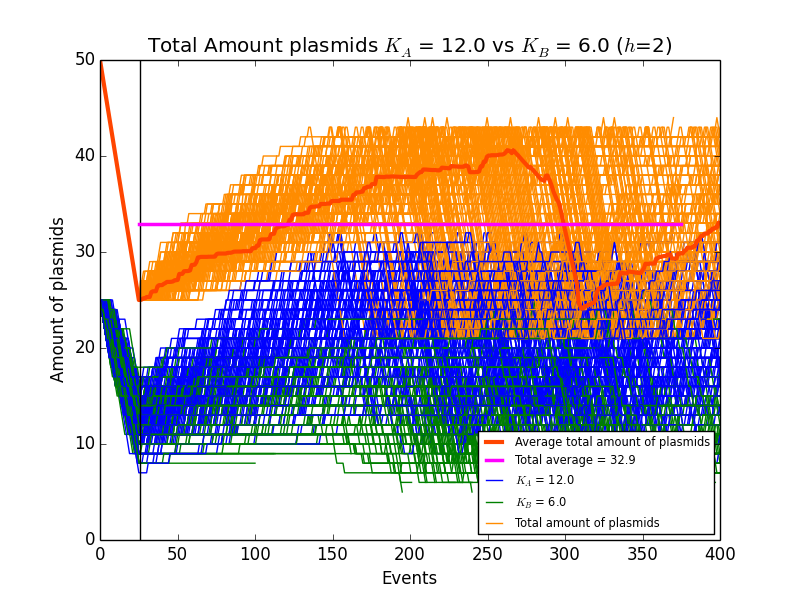 Total Amount plasmids K_A = 12.0 vs K_B = 6.0 (h=2)
50
40
30
20
10
0
Amount of plasmids
0 50 100 150 200 250 300 350 400
Events
Average total amount of plasmids
Total average = 32.9
K_A = 12.0
K_B = 6.0
Total amount of plasmids